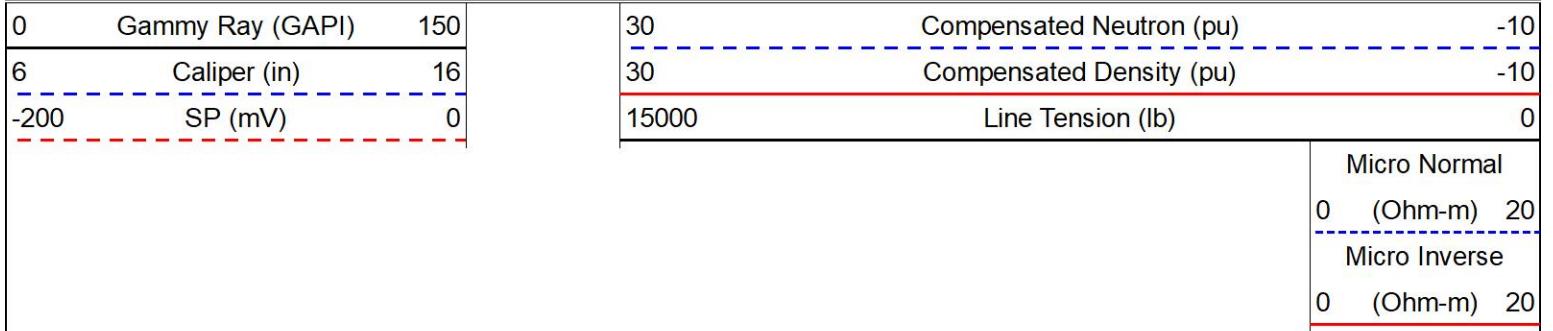 0 Gammy Ray (GAPI) 150 30 Compensated Neutron (pu) -10
6 Caliper (in) 16 30 Compensated Density (pu) -10
-200 SP (mV) 0 15000 Line Tension (lb) 0
Micro Normal
0 (Ohm-m) 20
Micro Inverse
0 (Ohm-m) 20